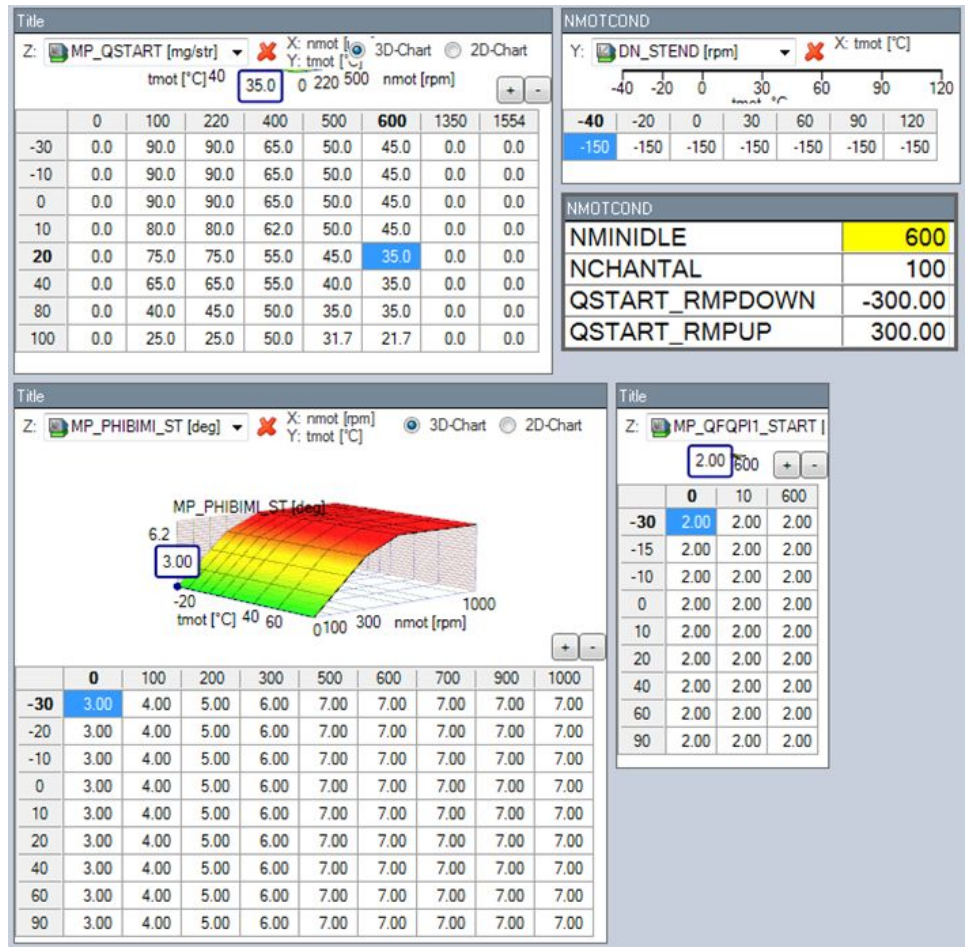 Title
Z: MP_QSTART [mg/str] X: nmot Y: tmot [°C] 3D-Chart 2D-Chart
tmot [°C] 40 35.0 0 220 500 nmot [rpm] + -
0 100 220 400 500 600 1350 1554
-30 0.0 90.0 90.0 65.0 50.0 45.0 0.0 0.0
-10 0.0 90.0 90.0 65.0 50.0 45.0 0.0 0.0
0 0.0 90.0 90.0 65.0 50.0 45.0 0.0 0.0
10 0.0 80.0 80.0 62.0 50.0 45.0 0.0 0.0
20 0.0 75.0 75.0 55.0 45.0 35.0 0.0 0.0
40 0.0 65.0 65.0 55.0 40.0 35.0 0.0 0.0
80 0.0 40.0 45.0 50.0 35.0 35.0 0.0 0.0
100 0.0 25.0 25.0 50.0 31.7 21.7 0.0 0.0
NMOTCOND
Y: DN_STEND [rpm] X: tmot [°C]
-40 -20 0 30 60 90 120
-40 -20 0 30 60 90 120
-150 -150 -150 -150 -150 -150 -150
NMOTCOND
NMINIDLE 600
NCHANTAL 100
QSTART_RMPDOWN -300.00
QSTART_RMPUP 300.00
Title
Z: MP_PHIBIMI_ST [deg] X: nmot [rpm] Y: tmot [°C] 3D-Chart 2D-Chart
MP_PHIBIMI_ST [deg]
6.2
3.00
-20 1000
tmot [°C] 40 60 0 100 300 nmot [rpm]
+ -
0 100 200 300 500 600 700 900 1000
-30 3.00 4.00 5.00 6.00 7.00 7.00 7.00 7.00 7.00
-20 3.00 4.00 5.00 6.00 7.00 7.00 7.00 7.00 7.00
-10 3.00 4.00 5.00 6.00 7.00 7.00 7.00 7.00 7.00
0 3.00 4.00 5.00 6.00 7.00 7.00 7.00 7.00 7.00
10 3.00 4.00 5.00 6.00 7.00 7.00 7.00 7.00 7.00
20 3.00 4.00 5.00 6.00 7.00 7.00 7.00 7.00 7.00
40 3.00 4.00 5.00 6.00 7.00 7.00 7.00 7.00 7.00
60 3.00 4.00 5.00 6.00 7.00 7.00 7.00 7.00 7.00
90 3.00 4.00 5.00 6.00 7.00 7.00 7.00 7.00 7.00
Title
Z: MP_QFQPI1_START [
2.00 600 + -
0 10 600
-30 2.00 2.00 2.00
-15 2.00 2.00 2.00
-10 2.00 2.00 2.00
0 2.00 2.00 2.00
10 2.00 2.00 2.00
20 2.00 2.00 2.00
40 2.00 2.00 2.00
60 2.00 2.00 2.00
90 2.00 2.00 2.00